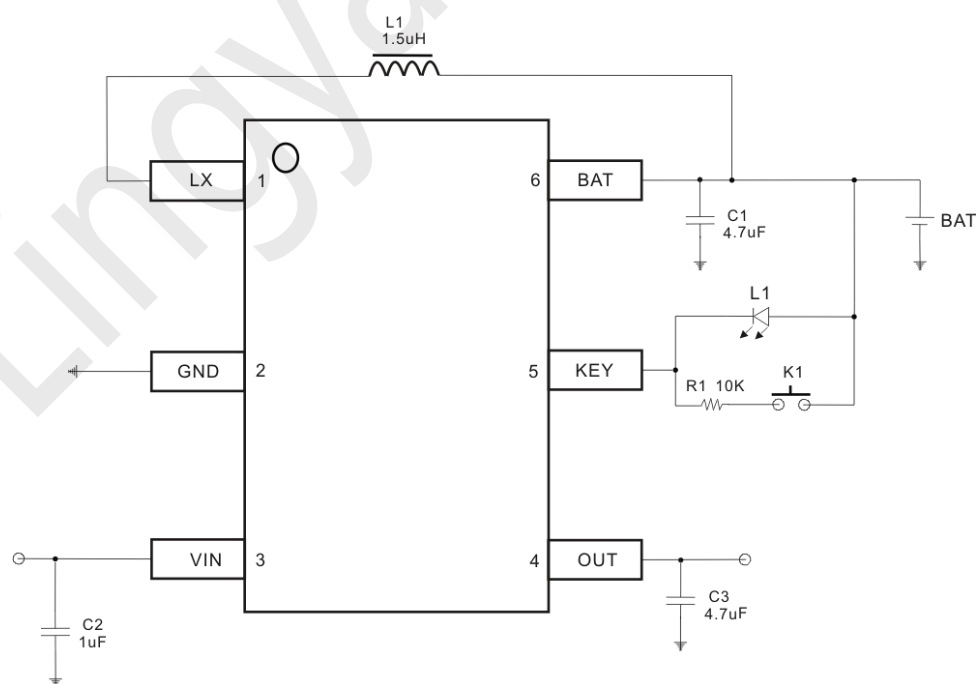 L1
1.5uH
LX
1
6
BAT
C1
4.7uF
BAT
L1
GND
2
5
KEY
K1
R1 10K
VIN
3
4
OUT
C2
1uF
C3
4.7uF